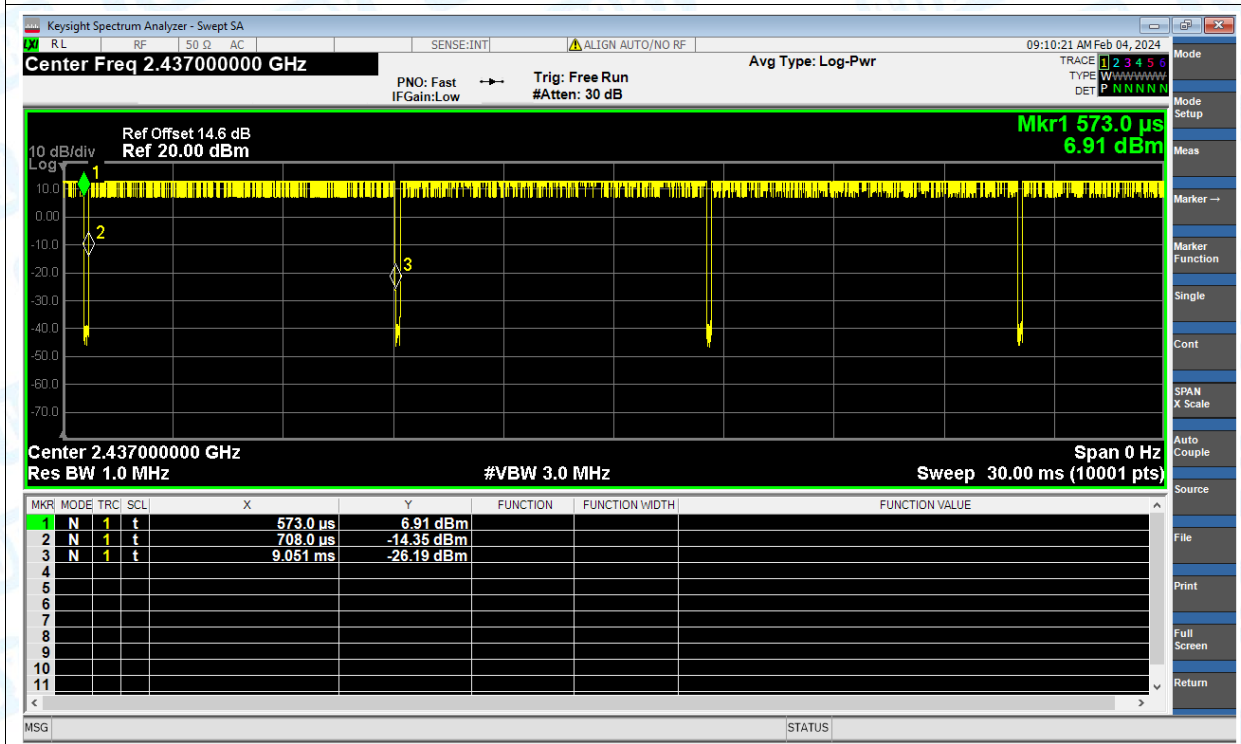 Keysight Spectrum Analyzer - Swept SA
LXI RL RF 50 Ω AC SENSE:INT ALIGN AUTO/NO RF 09:10:21 AM Feb 04, 2024
Center Freq 2.437000000 GHz
PNO: Fast
IFGain:Low
Trig: Free Run
#Atten: 30 dB
Avg Type: Log-Pwr
TRACE 1 2 3 4 5 6
TYPE WWWWWW
DET P N N N N N
Ref Offset 14.6 dB
Ref 20.00 dBm
10 dB/div
Log
Mkr1 573.0 µs
6.91 dBm
10.0
0.00
-10.0
-20.0
-30.0
-40.0
-50.0
-60.0
-70.0
1
2
3
Center 2.437000000 GHz
Res BW 1.0 MHz
#VBW 3.0 MHz
Span 0 Hz
Sweep 30.00 ms (10001 pts)
MKR MODE TRC SCL X Y FUNCTION FUNCTION WIDTH FUNCTION VALUE
1 N 1 t 573.0 µs 6.91 dBm
2 N 1 t 708.0 µs -14.35 dBm
3 N 1 t 9.051 ms -26.19 dBm
4
5
6
7
8
9
10
11
MSG STATUS
Mode
Mode Setup
Meas
Marker →
Marker Function
Single
Cont
SPAN X Scale
Auto Couple
Source
File
Print
Full Screen
Return